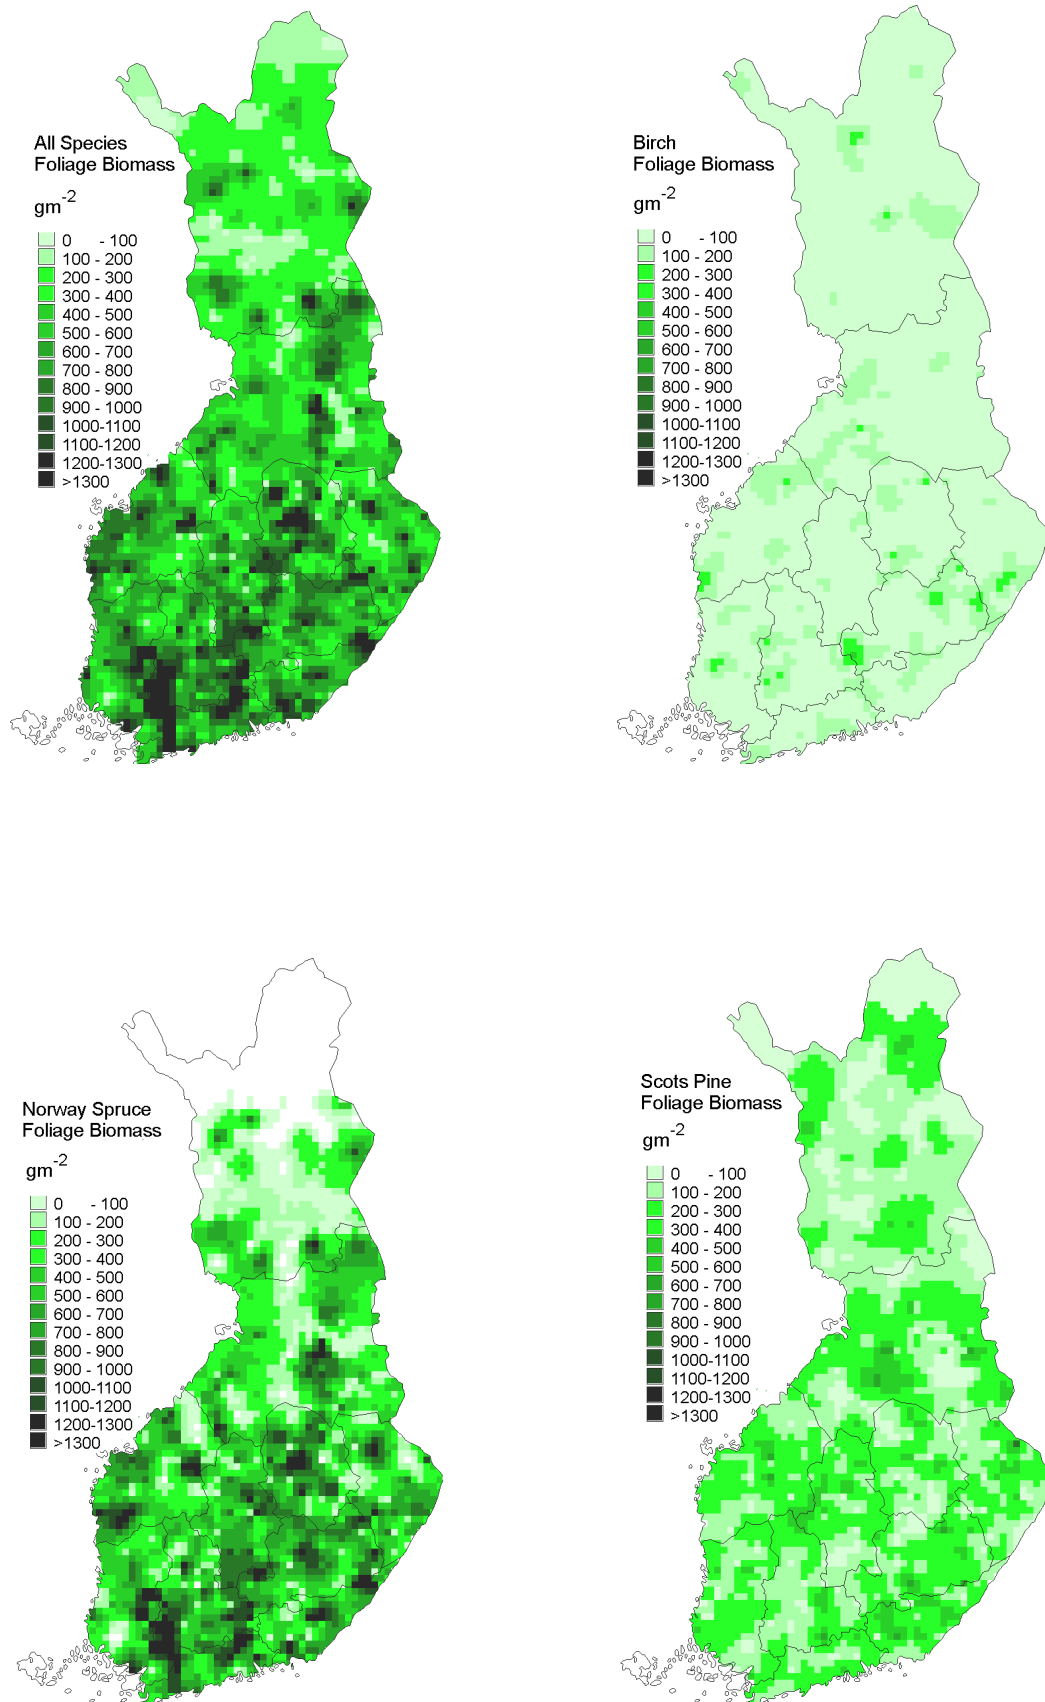 All Species
Foliage Biomass
gm-2
0 - 100
100 - 200
200 - 300
300 - 400
400 - 500
500 - 600
600 - 700
700 - 800
800 - 900
900 - 1000
1000-1100
1100-1200
1200-1300
>1300
Birch
Foliage Biomass
gm-2
0 - 100
100 - 200
200 - 300
300 - 400
400 - 500
500 - 600
600 - 700
700 - 800
800 - 900
900 - 1000
1000-1100
1100-1200
1200-1300
>1300
Norway Spruce
Foliage Biomass
gm-2
0 - 100
100 - 200
200 - 300
300 - 400
400 - 500
500 - 600
600 - 700
700 - 800
800 - 900
900 - 1000
1000-1100
1100-1200
1200-1300
>1300
Scots Pine
Foliage Biomass
gm-2
0 - 100
100 - 200
200 - 300
300 - 400
400 - 500
500 - 600
600 - 700
700 - 800
800 - 900
900 - 1000
1000-1100
1100-1200
1200-1300
>1300